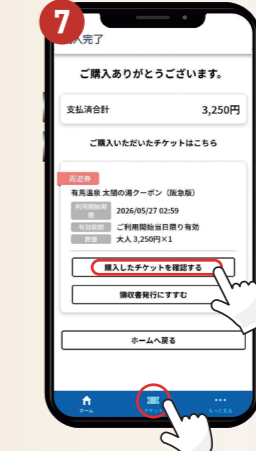 7
入完了
ご購入ありがとうございます。
支払済合計 3,250円
ご購入いただいたチケットはこちら
周遊券
有馬温泉 太閤の湯クーポン（阪急版）
利用開始期限 2026/05/27 02:59
有効期間 ご利用開始当日限り有効
数量 大人 3,250円×1
購入したチケットを確認する
領収書発行にすすむ
ホームへ戻る
ホーム チケット もっと見る